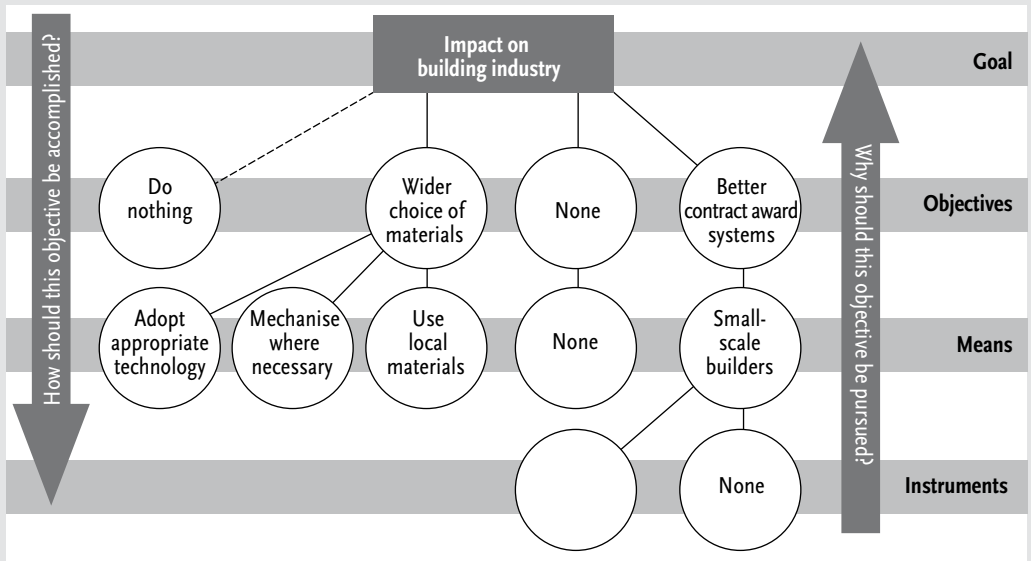 How should this objective be accomplished?
Impact on
building industry
Goal
Do
nothing
Wider
choice of
materials
None
Better
contract award
systems
Objectives
Adopt
appropriate
technology
Mechanise
where
necessary
Use
local
materials
None
Small-
scale
builders
Means
None
Instruments
Why should this objective be pursued?